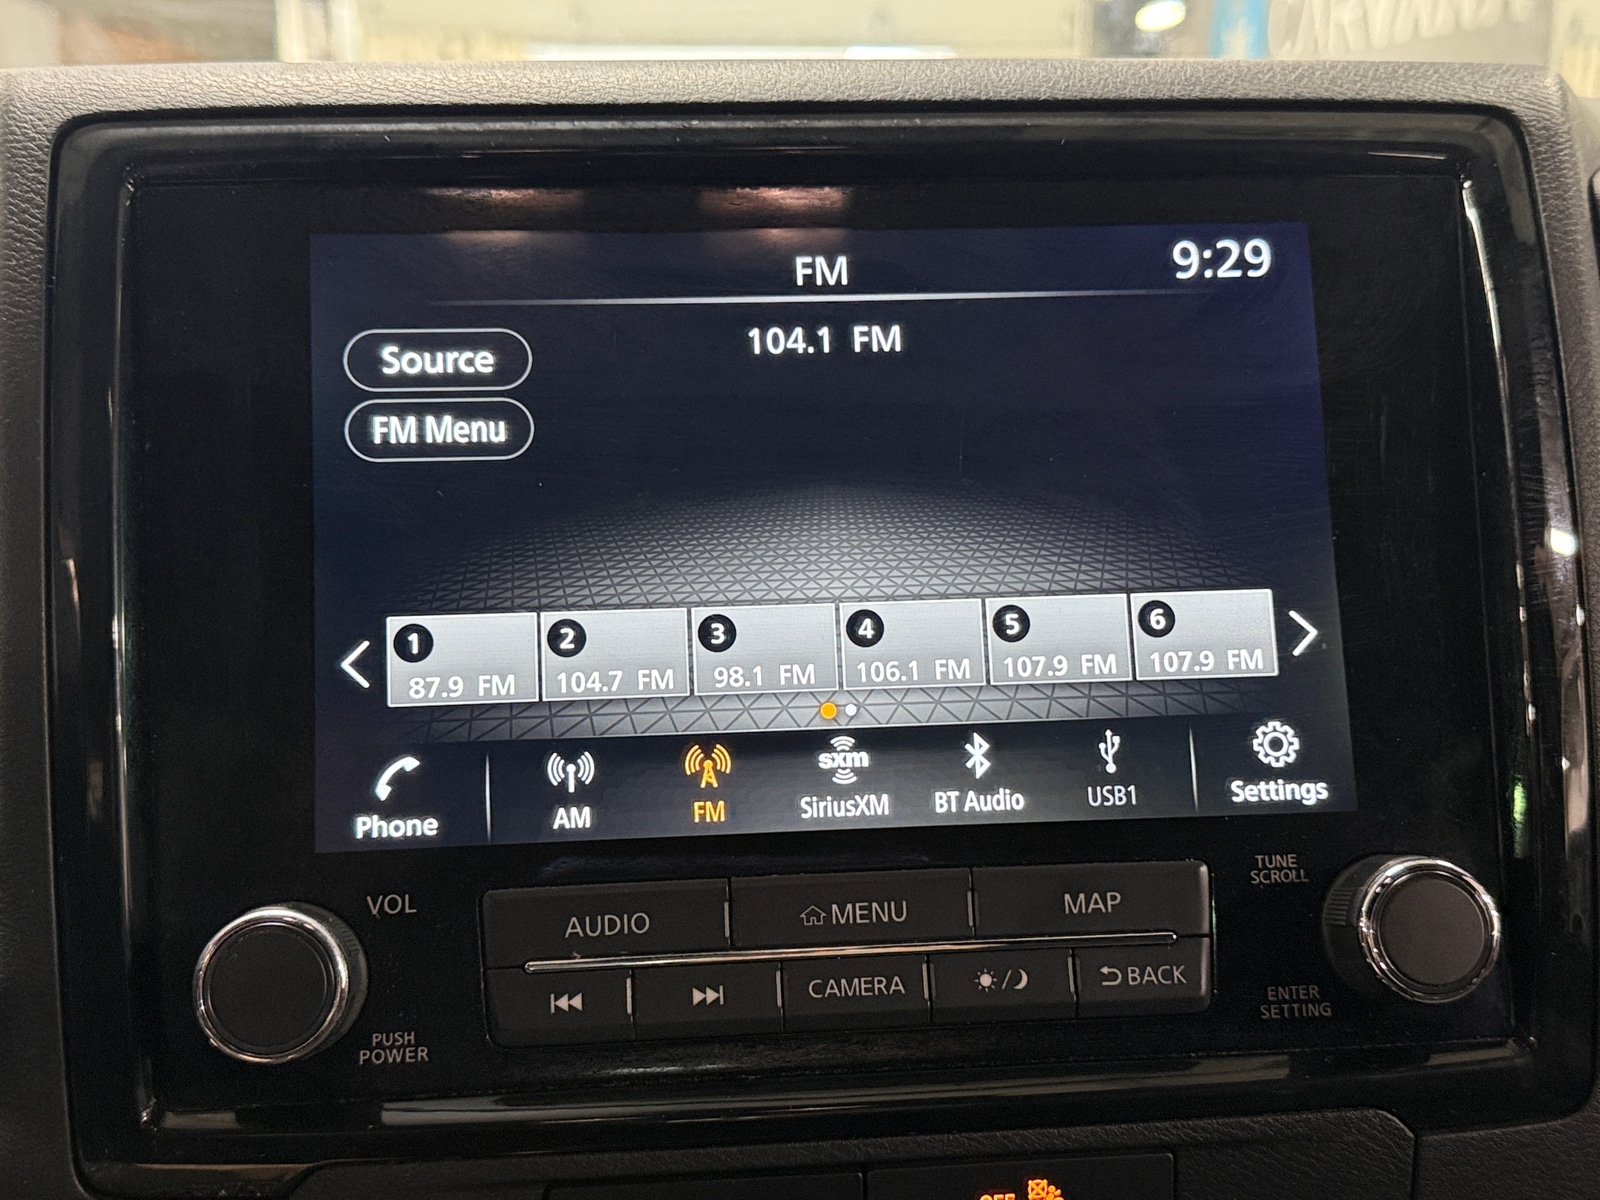 CARVANA
FM
9:29
104.1 FM
Source
FM Menu
1
87.9 FM
2
104.7 FM
3
98.1 FM
4
106.1 FM
5
107.9 FM
6
107.9 FM
Phone
AM
FM
sxm
SiriusXM
BT Audio
USB1
Settings
VOL
PUSH
POWER
AUDIO
MENU
MAP
CAMERA
BACK
TUNE
SCROLL
ENTER
SETTING
OFF